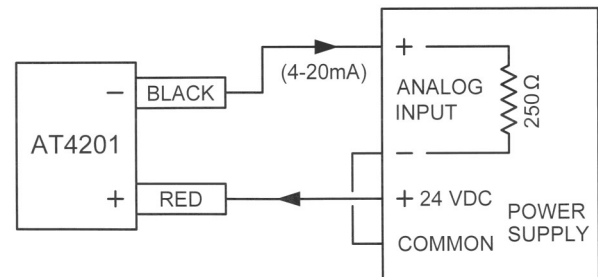 AT4201
−
BLACK
+
RED
(4-20mA)
+
ANALOG
INPUT
−
250Ω
+ 24 VDC
COMMON
POWER
SUPPLY